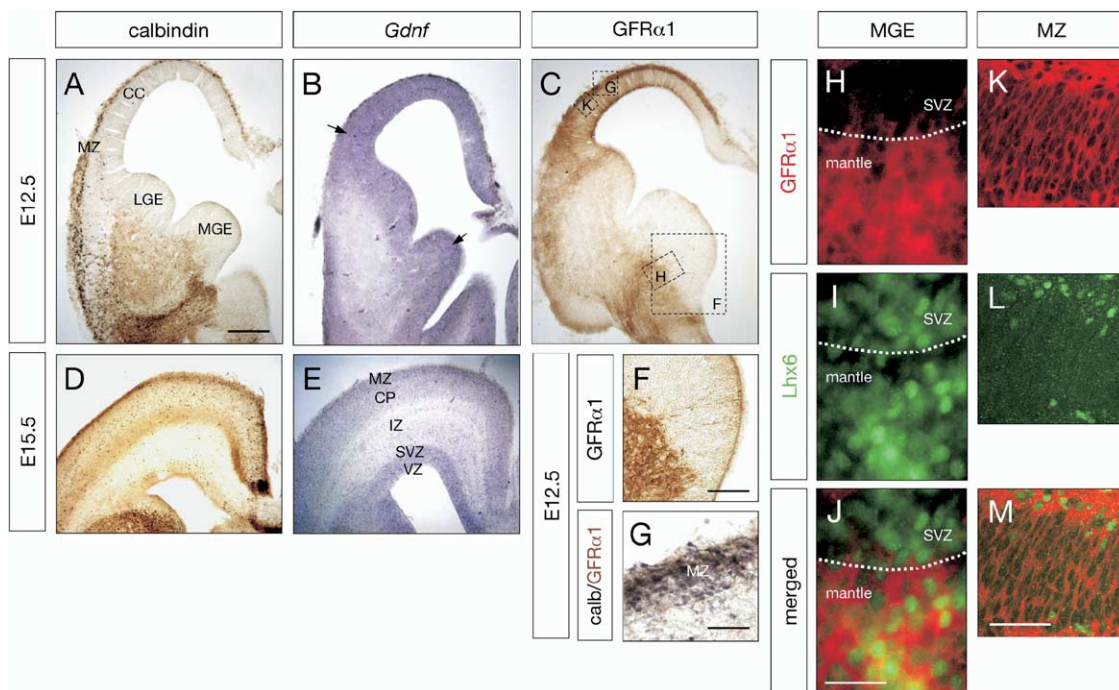 calbindin
Gdnf
GFRα1
MGE
MZ
E12.5
A
CC
MZ
LGE
MGE
B
C
G
K
H
F
GFRα1
H
SVZ
mantle
K
Lhx6
I
SVZ
mantle
L
E15.5
D
E
MZ
CP
IZ
SVZ
VZ
E12.5
GFRα1
F
calb/GFRα1
G
MZ
merged
J
SVZ
mantle
M